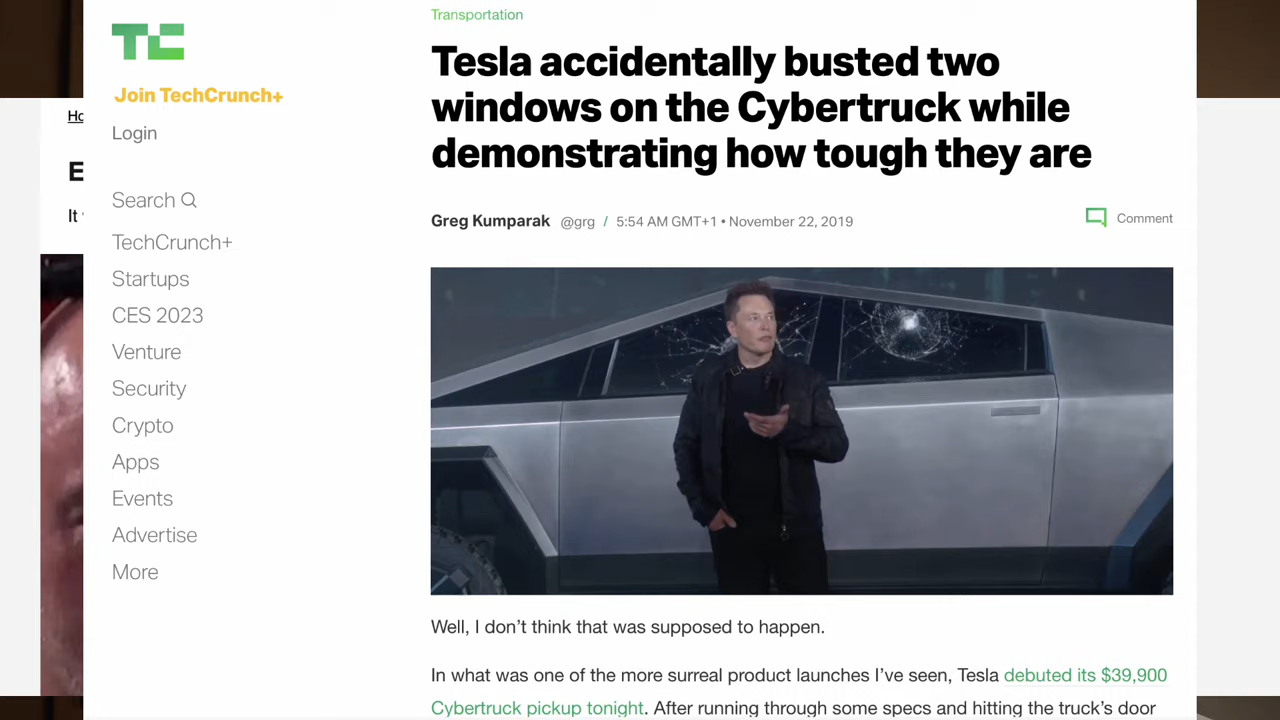 Transportation
Tesla accidentally busted two
windows on the Cybertruck while
demonstrating how tough they are
Greg Kumparak @grg / 5:54 AM GMT+1 • November 22, 2019
Comment
Well, I don't think that was supposed to happen.
In what was one of the more surreal product launches I've seen, Tesla debuted its $39,900
Cybertruck pickup tonight. After running through some specs and hitting the truck's door
TC
Join TechCrunch+
Login
Search
TechCrunch+
Startups
CES 2023
Venture
Security
Crypto
Apps
Events
Advertise
More
It